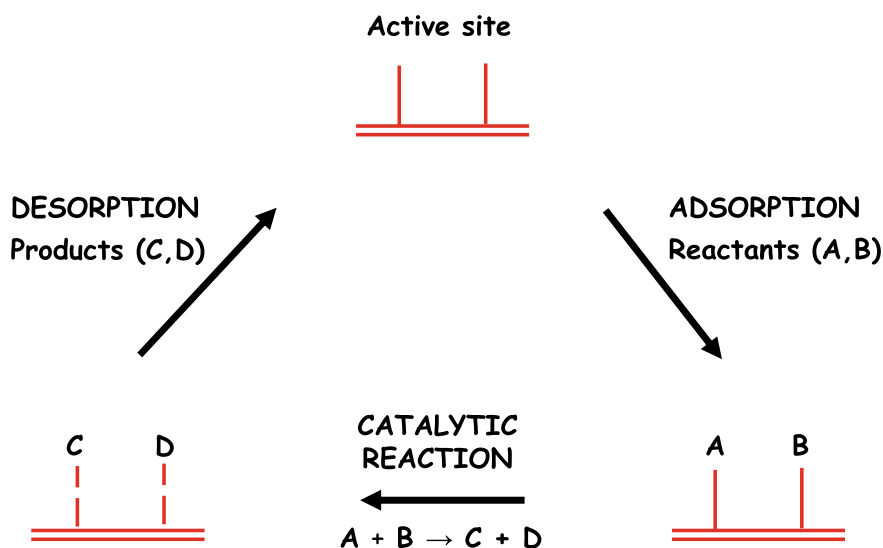 Active site
DESORPTION
Products (C,D)
ADSORPTION
Reactants (A,B)
C D
CATALYTIC
REACTION
A + B → C + D
A B